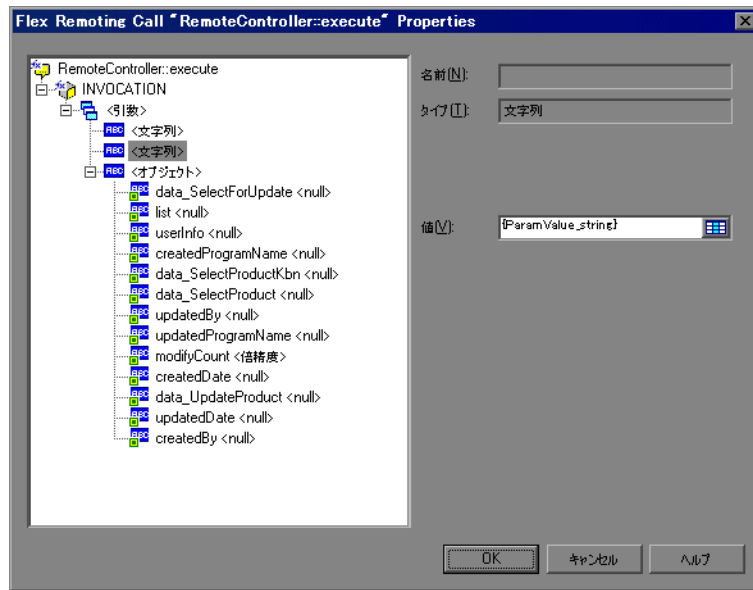 Flex Remoting Call "RemoteController::execute" Properties
RemoteController::execute
INVOCATION
<引数>
ABC <文字列>
ABC <文字列>
ABC <オブジェクト>
data_SelectForUpdate <null>
list <null>
userInfo <null>
createdProgramName <null>
data_SelectProductKbn <null>
data_SelectProduct <null>
updatedBy <null>
updatedProgramName <null>
modifyCount <倍精度>
createdDate <null>
data_UpdateProduct <null>
updatedDate <null>
createdBy <null>
名前(N):
タイプ(T): 文字列
値(V): {ParamValue_string}
OK キャンセル ヘルプ